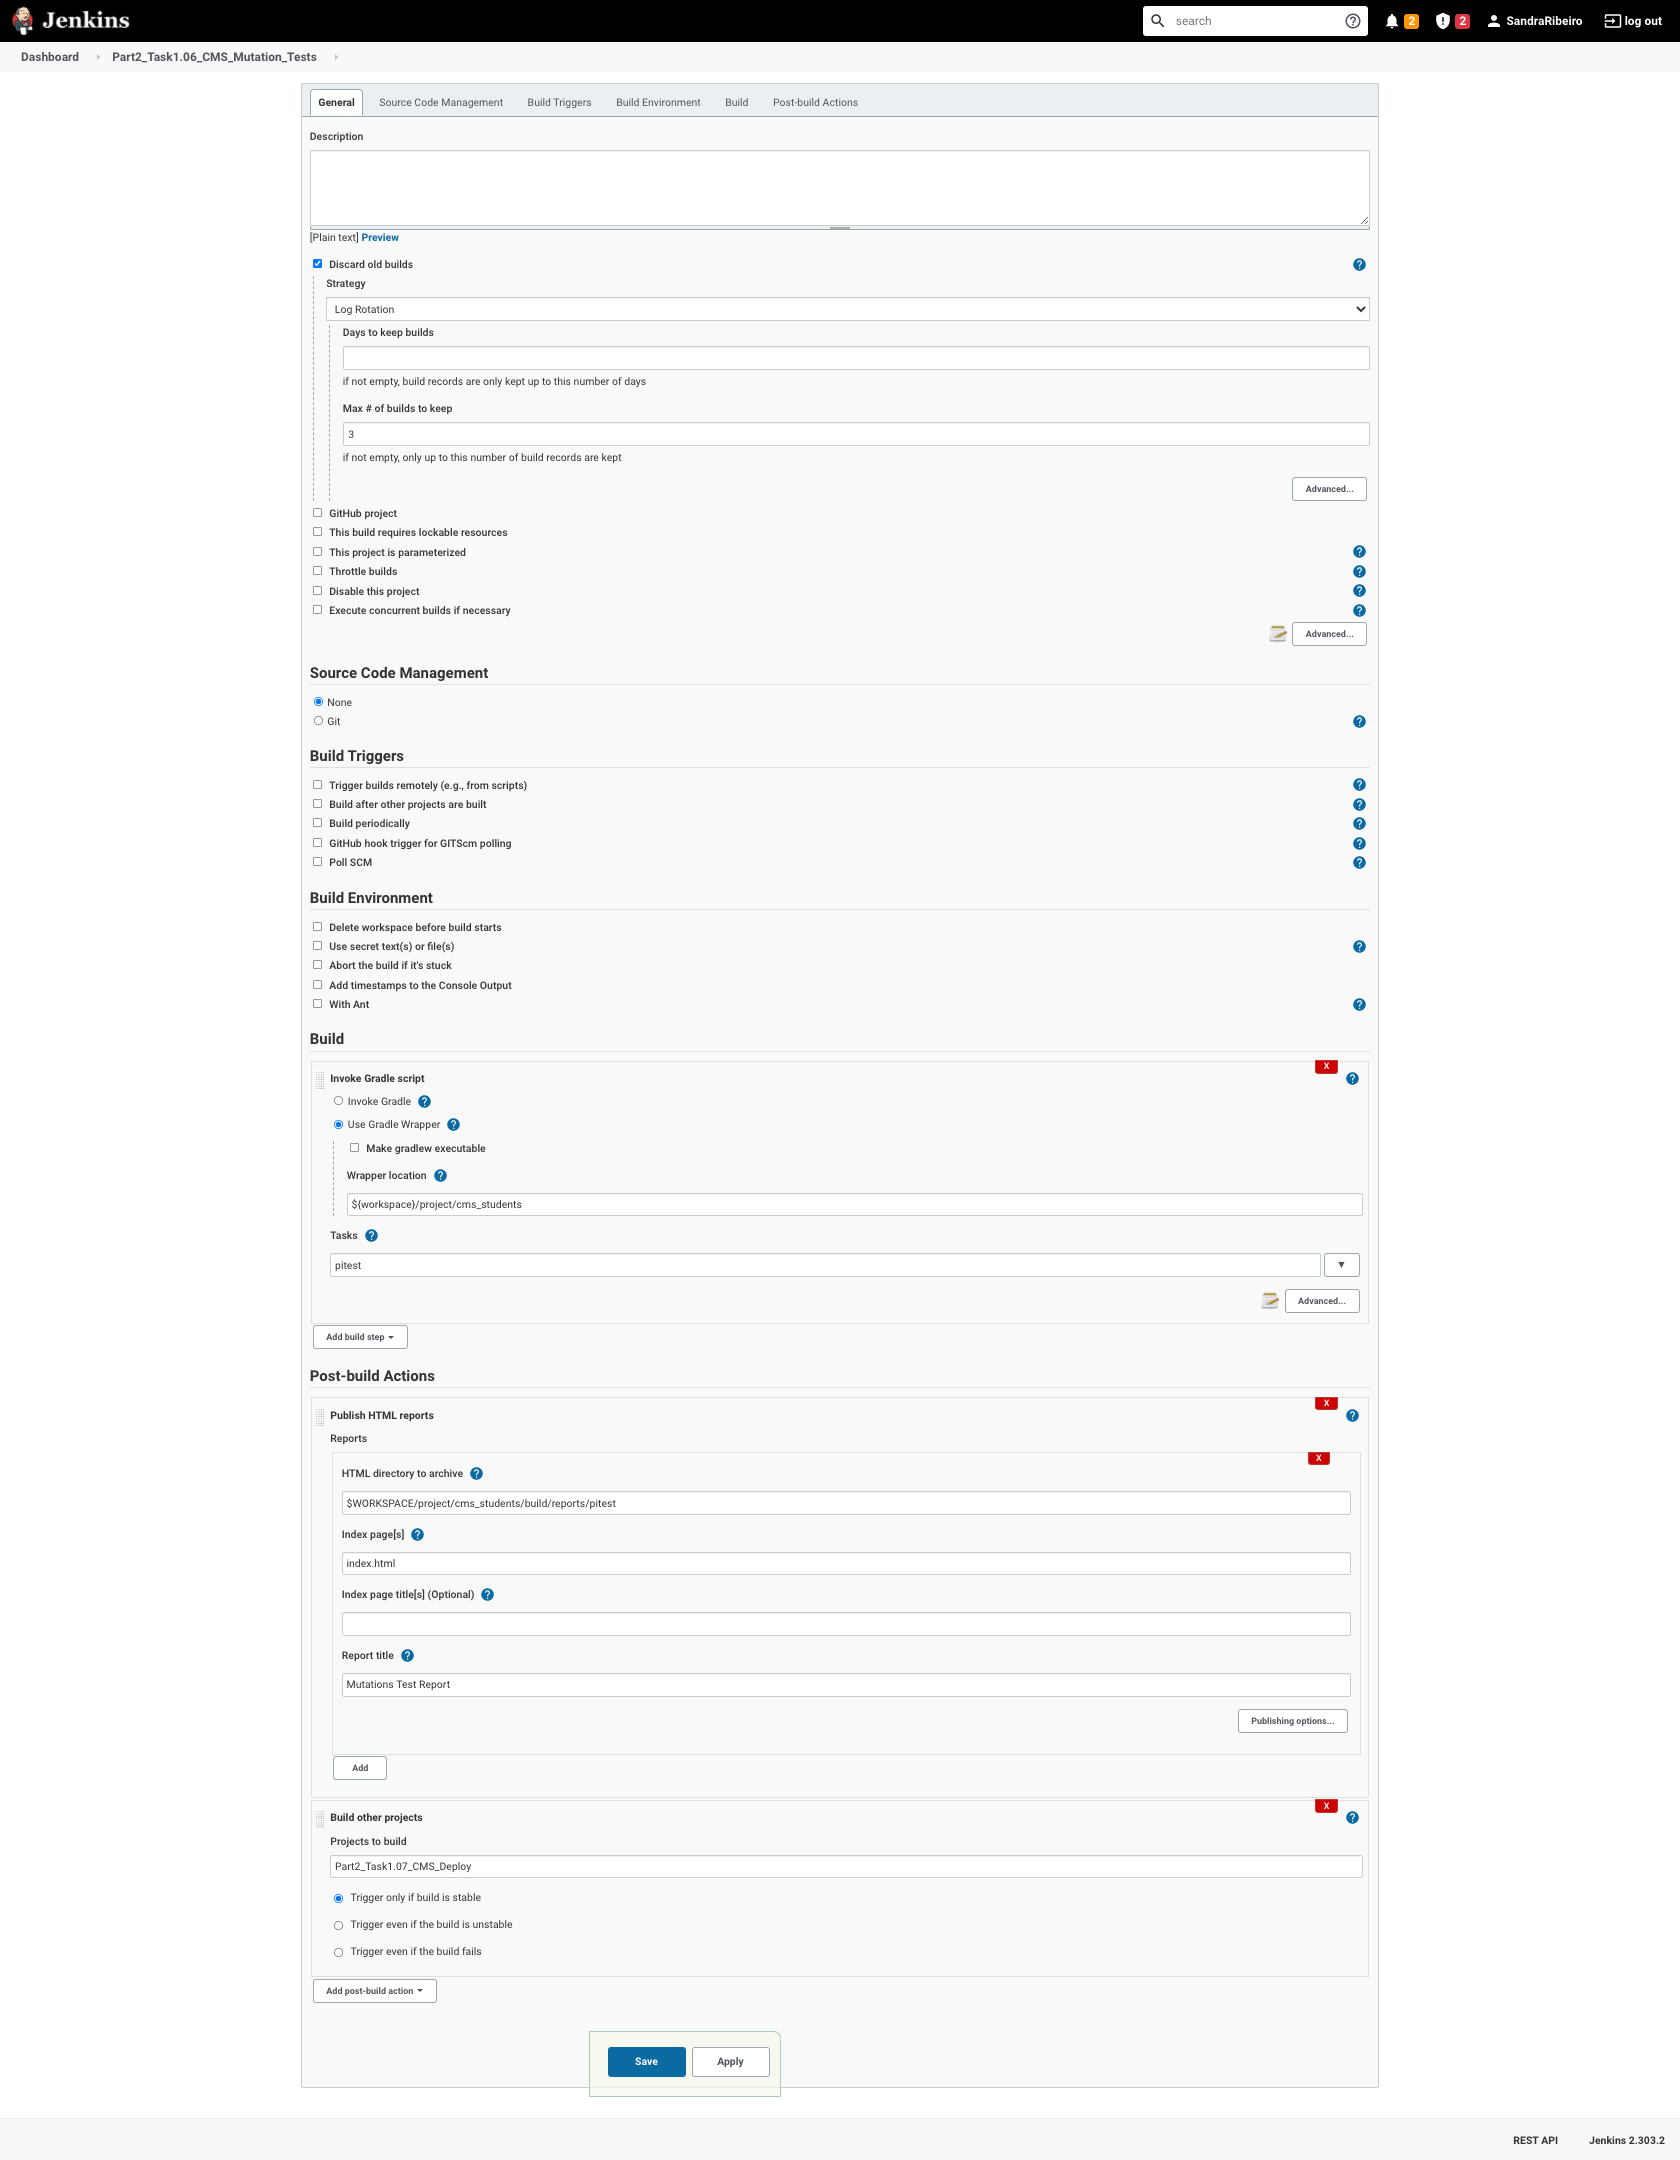 Jenkins
search
2
2
SandraRibeiro
log out
Dashboard
Part2_Task1.06_CMS_Mutation_Tests
General
Source Code Management
Build Triggers
Build Environment
Build
Post-build Actions
Description
[Plain text] Preview
Discard old builds
Strategy
Log Rotation
Days to keep builds
if not empty, build records are only kept up to this number of days
Max # of builds to keep
3
if not empty, only up to this number of build records are kept
Advanced...
GitHub project
This build requires lockable resources
This project is parameterized
Throttle builds
Disable this project
Execute concurrent builds if necessary
Advanced...
Source Code Management
None
Git
Build Triggers
Trigger builds remotely (e.g., from scripts)
Build after other projects are built
Build periodically
GitHub hook trigger for GITScm polling
Poll SCM
Build Environment
Delete workspace before build starts
Use secret text(s) or file(s)
Abort the build if it's stuck
Add timestamps to the Console Output
With Ant
Build
X
Invoke Gradle script
Invoke Gradle
Use Gradle Wrapper
Make gradlew executable
Wrapper location
${workspace}/project/cms_students
Tasks
pitest
Advanced...
Add build step
Post-build Actions
X
Publish HTML reports
Reports
X
HTML directory to archive
$WORKSPACE/project/cms_students/build/reports/pitest
Index page[s]
index.html
Index page title[s] (Optional)
Report title
Mutations Test Report
Publishing options...
Add
X
Build other projects
Projects to build
Part2_Task1.07_CMS_Deploy
Trigger only if build is stable
Trigger even if the build is unstable
Trigger even if the build fails
Add post-build action
Save
Apply
REST API
Jenkins 2.303.2